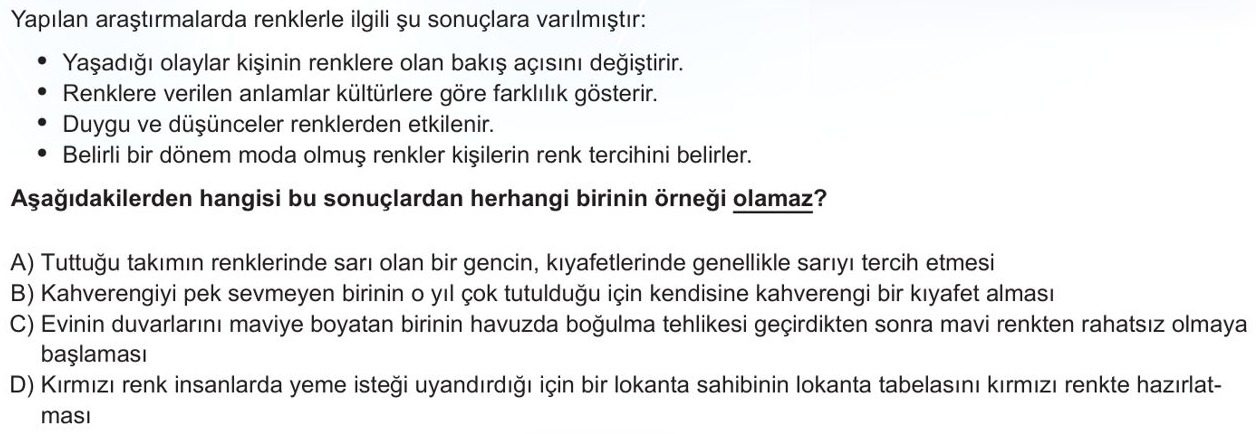 Yapılan araştırmalarda renklerle ilgili şu sonuçlara varılmıştır:
• Yaşadığı olaylar kişinin renklere olan bakış açısını değiştirir.
• Renklere verilen anlamlar kültürlere göre farklılık gösterir.
• Duygu ve düşünceler renklerden etkilenir.
• Belirli bir dönem moda olmuş renkler kişilerin renk tercihini belirler.
Aşağıdakilerden hangisi bu sonuçlardan herhangi birinin örneği olamaz?
A) Tuttuğu takımın renklerinde sarı olan bir gencin, kıyafetlerinde genellikle sarıyı tercih etmesi
B) Kahverengiyi pek sevmeyen birinin o yıl çok tutulduğu için kendisine kahverengi bir kıyafet alması
C) Evinin duvarlarını maviye boyatan birinin havuzda boğulma tehlikesi geçirdikten sonra mavi renkten rahatsız olmaya
başlaması
D) Kırmızı renk insanlarda yeme isteği uyandırdığı için bir lokanta sahibinin lokanta tabelasını kırmızı renkte hazırlat-
ması